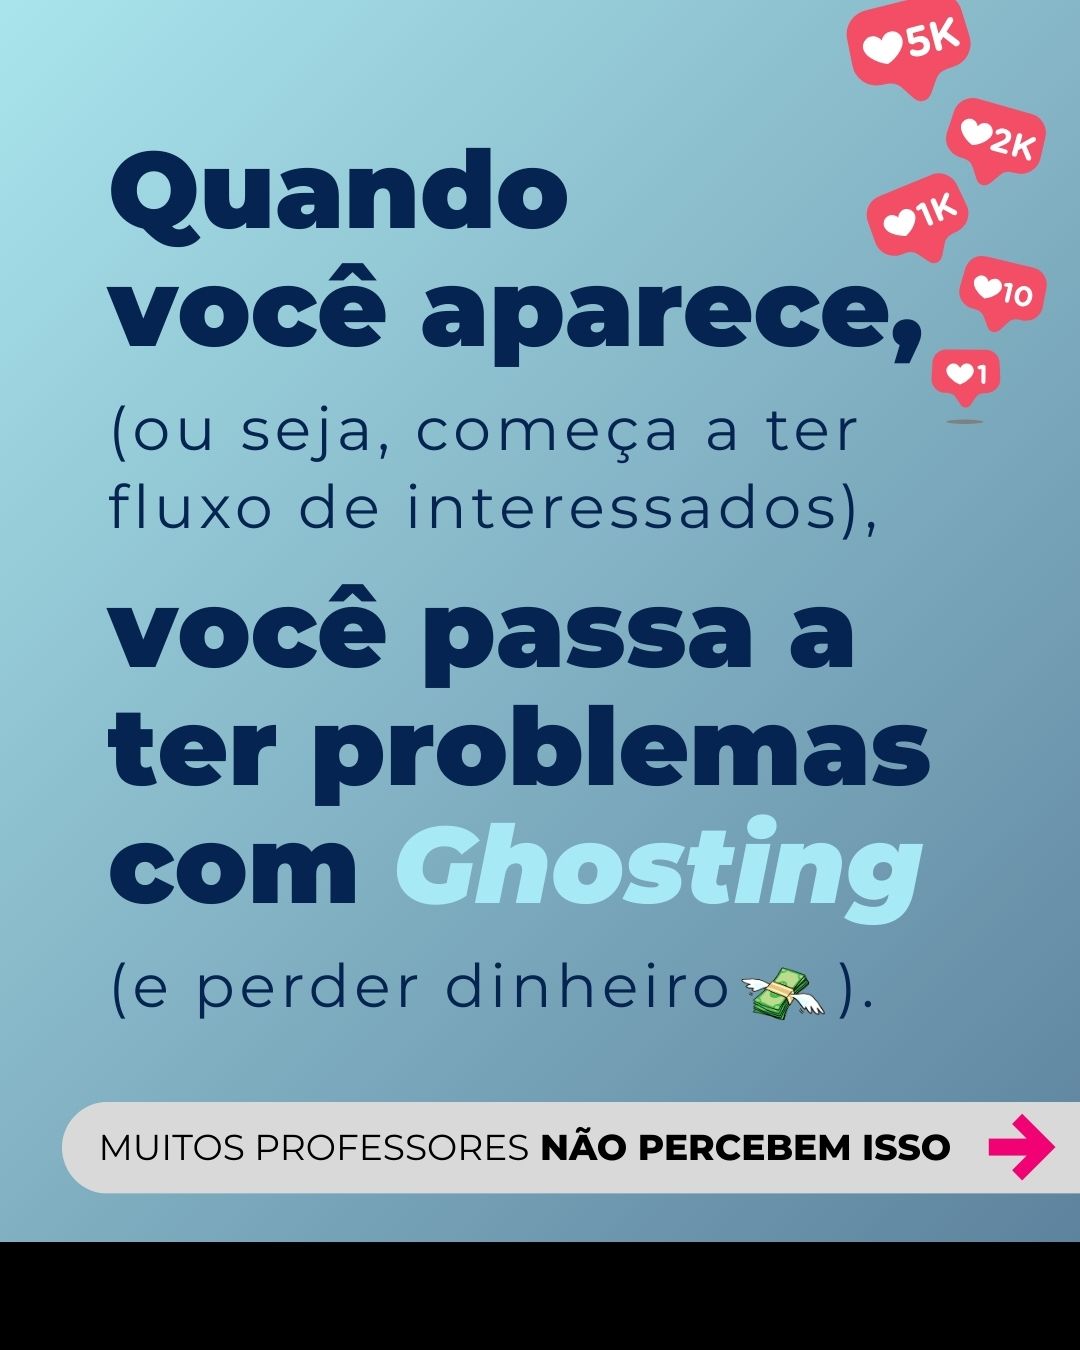 5K
2K
1K
10
1
Quando
você aparece,
(ou seja, começa a ter
fluxo de interessados),
você passa a
ter problemas
com Ghosting
(e perder dinheiro💸).
MUITOS PROFESSORES NÃO PERCEBEM ISSO